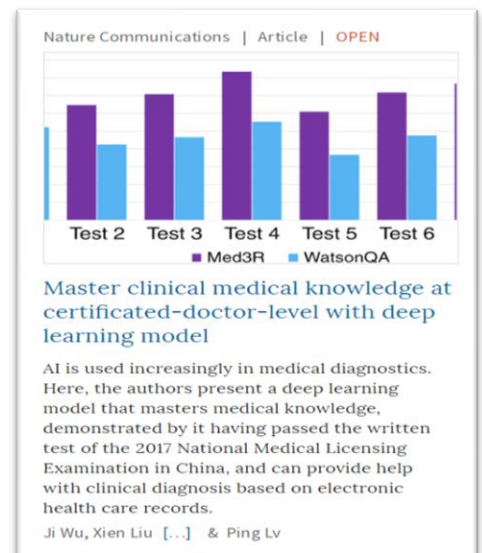 Nature Communications | Article | OPEN
Test 2 Test 3 Test 4 Test 5 Test 6
Med3R WatsonQA
Master clinical medical knowledge at
certificated-doctor-level with deep
learning model
AI is used increasingly in medical diagnostics.
Here, the authors present a deep learning
model that masters medical knowledge,
demonstrated by it having passed the written
test of the 2017 National Medical Licensing
Examination in China, and can provide help
with clinical diagnosis based on electronic
health care records.
Ji Wu, Xien Liu [...] & Ping Lv